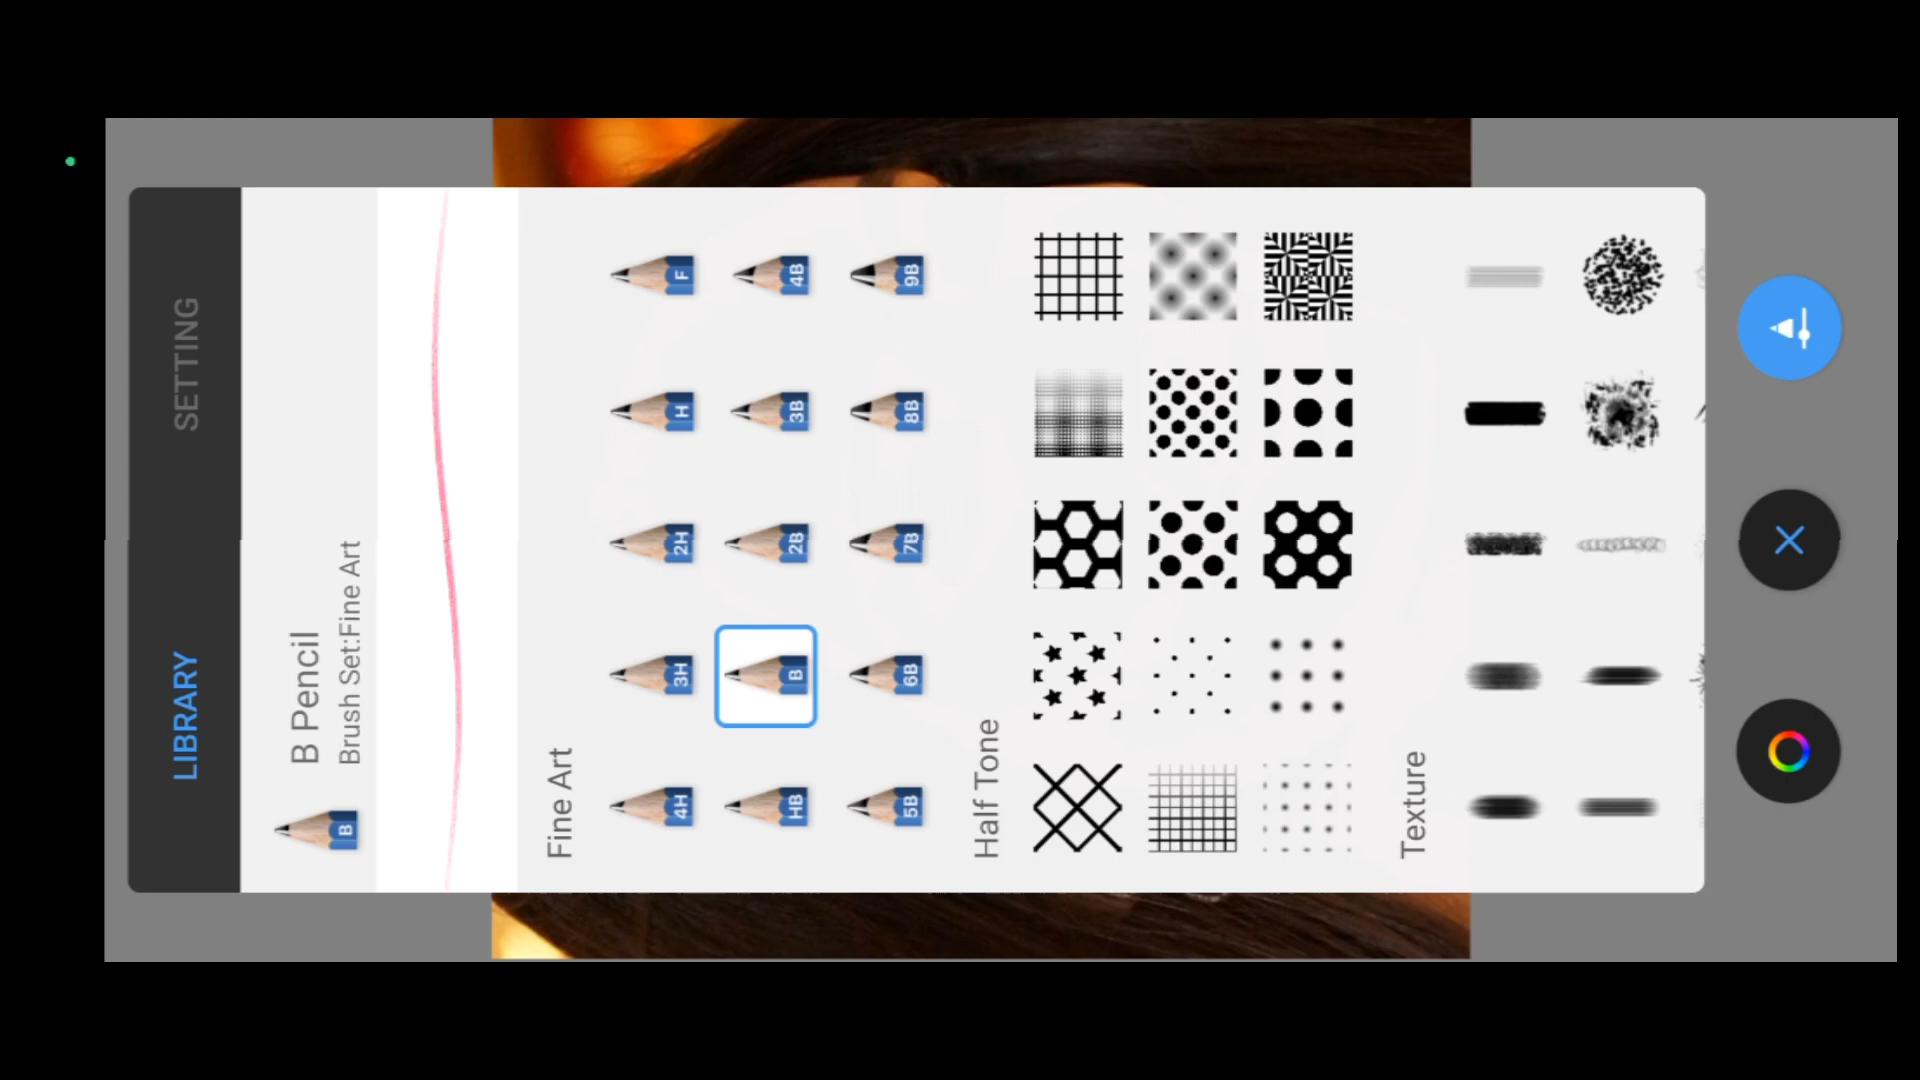 LIBRARY SETTING
B Pencil
Brush Set:Fine Art
B
Fine Art
4H 3H 2H H F
HB B 2B 3B 4B
5B 6B 7B 8B 9B
Half Tone
Texture